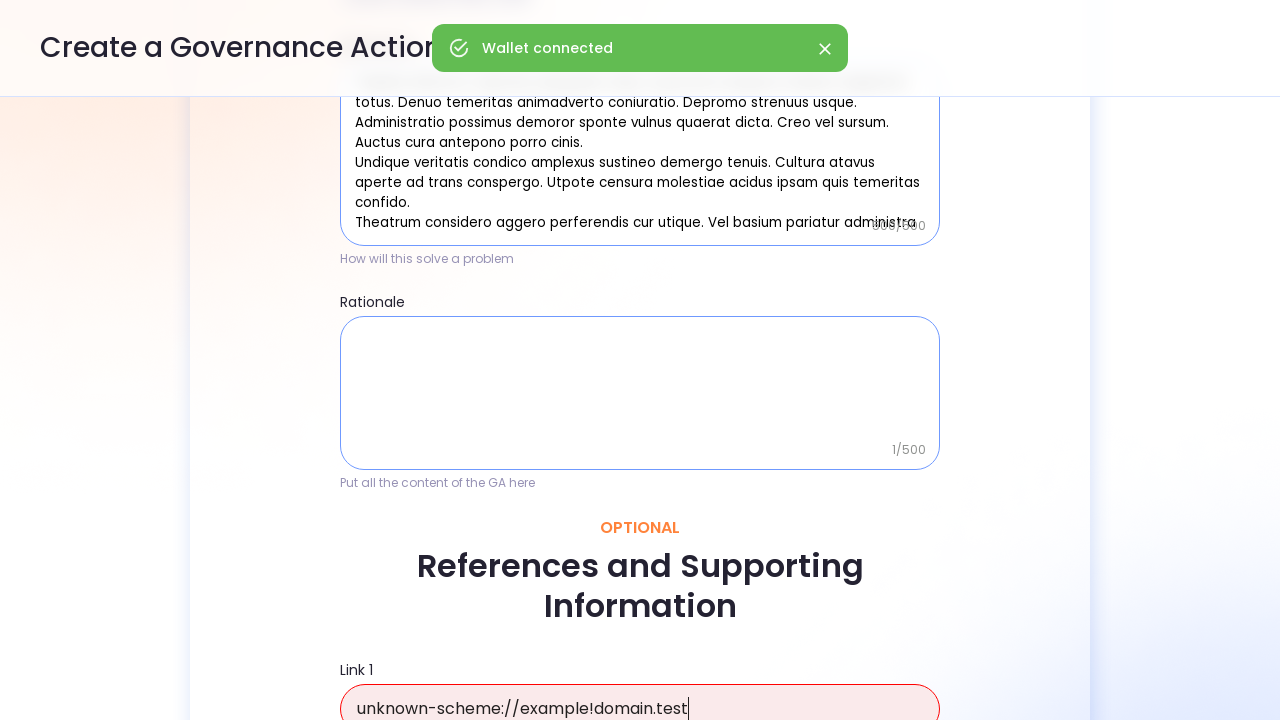 Create a Governance Action
Wallet connected
totus. Denuo temeritas animadverto coniuratio. Depromo strenuus usque.
Administratio possimus demoror sponte vulnus quaerat dicta. Creo vel sursum.
Auctus cura antepono porro cinis.
Undique veritatis condico amplexus sustineo demergo tenuis. Cultura atavus
aperte ad trans conspergo. Utpote censura molestiae acidus ipsam quis temeritas
confido.
Theatrum considero aggero perferendis cur utique. Vel basium pariatur administra
500/500
How will this solve a problem
Rationale
1/500
Put all the content of the GA here
OPTIONAL
References and Supporting
Information
Link 1
unknown-scheme://example!domain.test